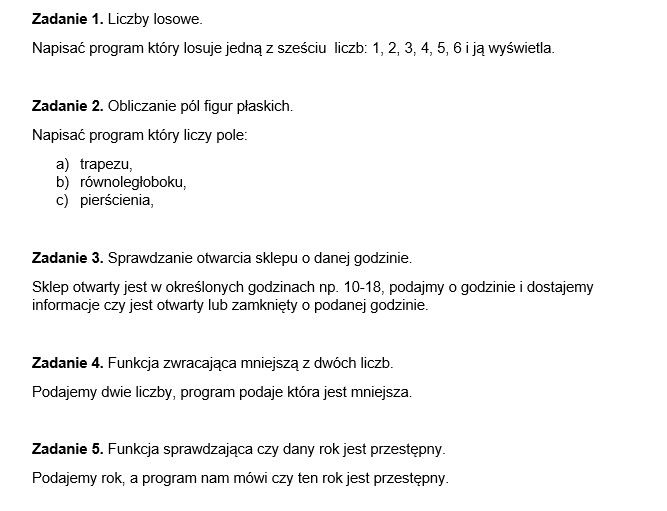 Zadanie 1. Liczby losowe.
Napisać program który losuje jedną z sześciu liczb: 1, 2, 3, 4, 5, 6 i ją wyświetla.
Zadanie 2. Obliczanie pól figur płaskich.
Napisać program który liczy pole:
a) trapezu,
b) równoległoboku,
c) pierścienia,
Zadanie 3. Sprawdzanie otwarcia sklepu o danej godzinie.
Sklep otwarty jest w określonych godzinach np. 10-18, podajmy o godzinie i dostajemy
informacje czy jest otwarty lub zamknięty o podanej godzinie.
Zadanie 4. Funkcja zwracająca mniejszą z dwóch liczb.
Podajemy dwie liczby, program podaje która jest mniejsza.
Zadanie 5. Funkcja sprawdzająca czy dany rok jest przestępny.
Podajemy rok, a program nam mówi czy ten rok jest przestępny.